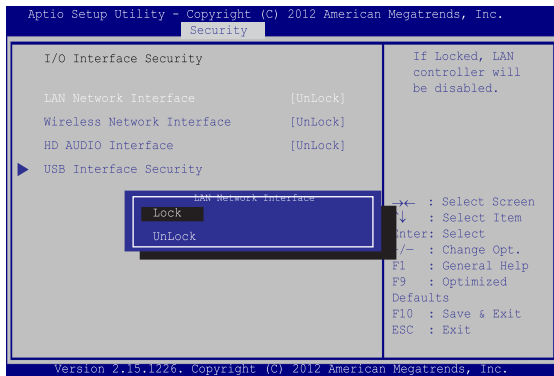 Aptio Setup Utility - Copyright (C) 2012 American Megatrends, Inc.
Security
I/O Interface Security
LAN Network Interface [UnLock]
Wireless Network Interface [UnLock]
HD AUDIO Interface [UnLock]
USB Interface Security
If Locked, LAN
controller will
be disabled.
LAN Network Interface
Lock
UnLock
→← : Select Screen
↑↓ : Select Item
Enter: Select
+/— : Change Opt.
F1 : General Help
F9 : Optimized
Defaults
F10 : Save & Exit
ESC : Exit
Version 2.15.1226. Copyright (C) 2012 American Megatrends, Inc.